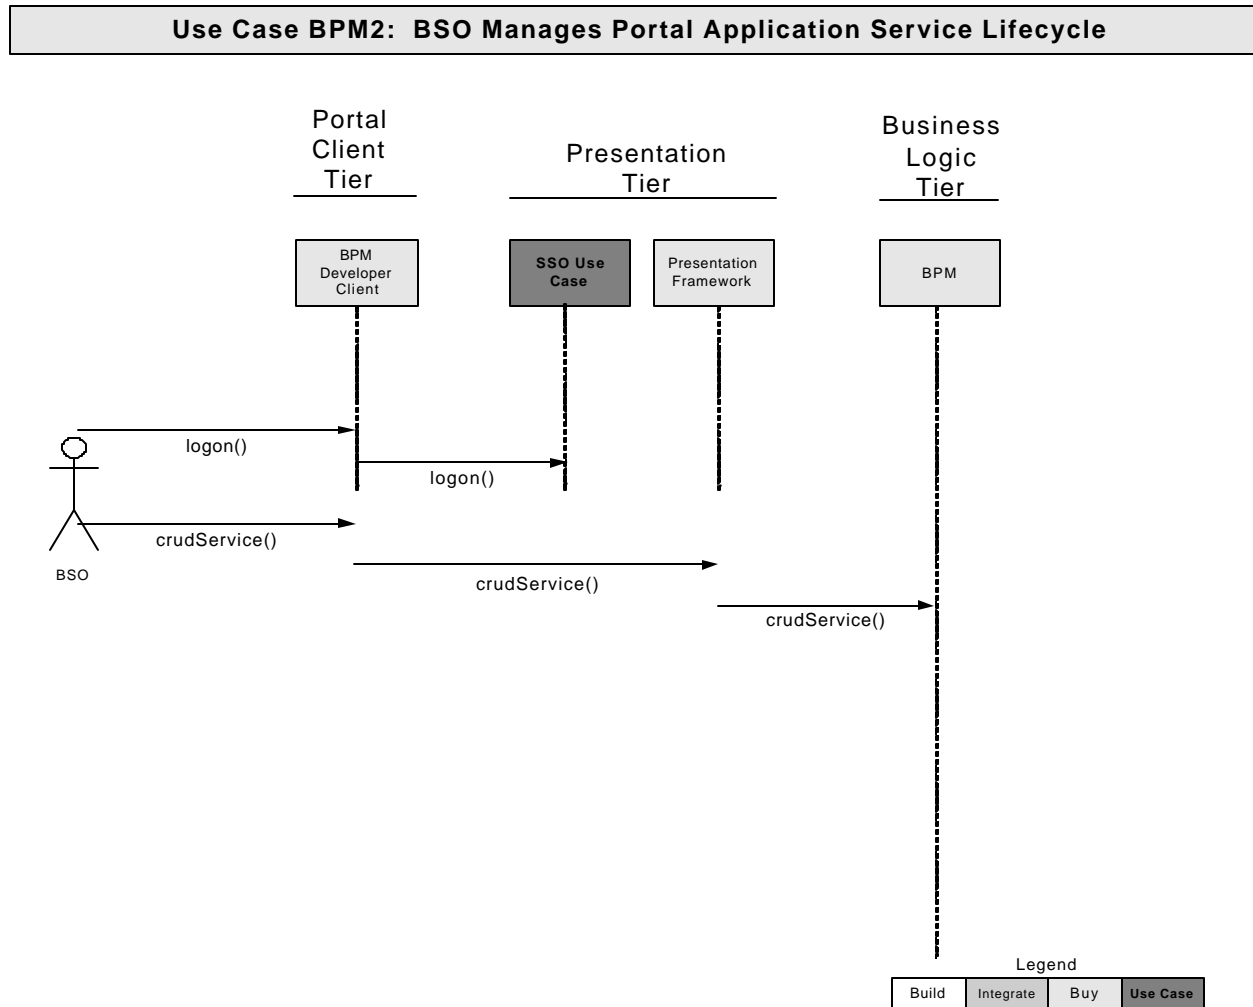 Use Case BPM2: BSO Manages Portal Application Service Lifecycle
Portal
Client
Tier
Presentation
Tier
Business
Logic
Tier
BPM
Developer
Client
SSO Use
Case
Presentation
Framework
BPM
logon()
logon()
crudService()
BSO
crudService()
crudService()
Legend
Build
Integrate
Buy
Use Case